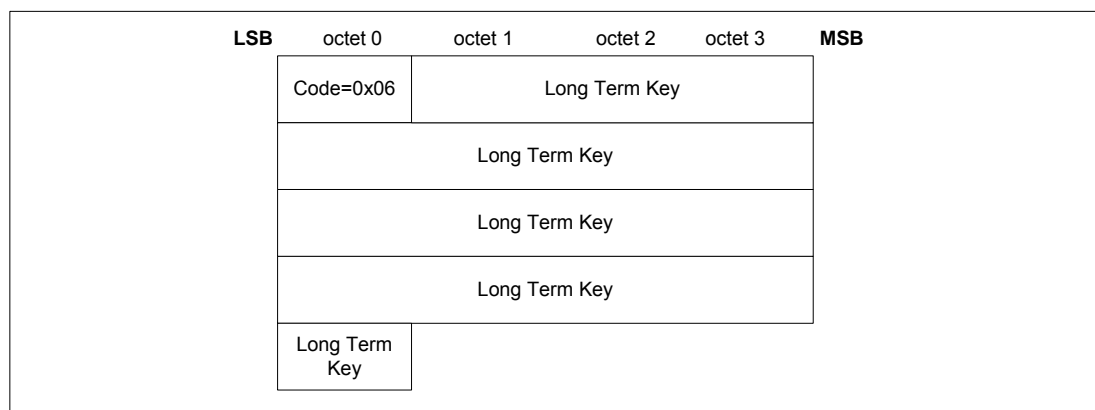 LSB octet 0 octet 1 octet 2 octet 3 MSB
Code=0x06 Long Term Key
Long Term Key
Long Term Key
Long Term Key
Long Term
Key